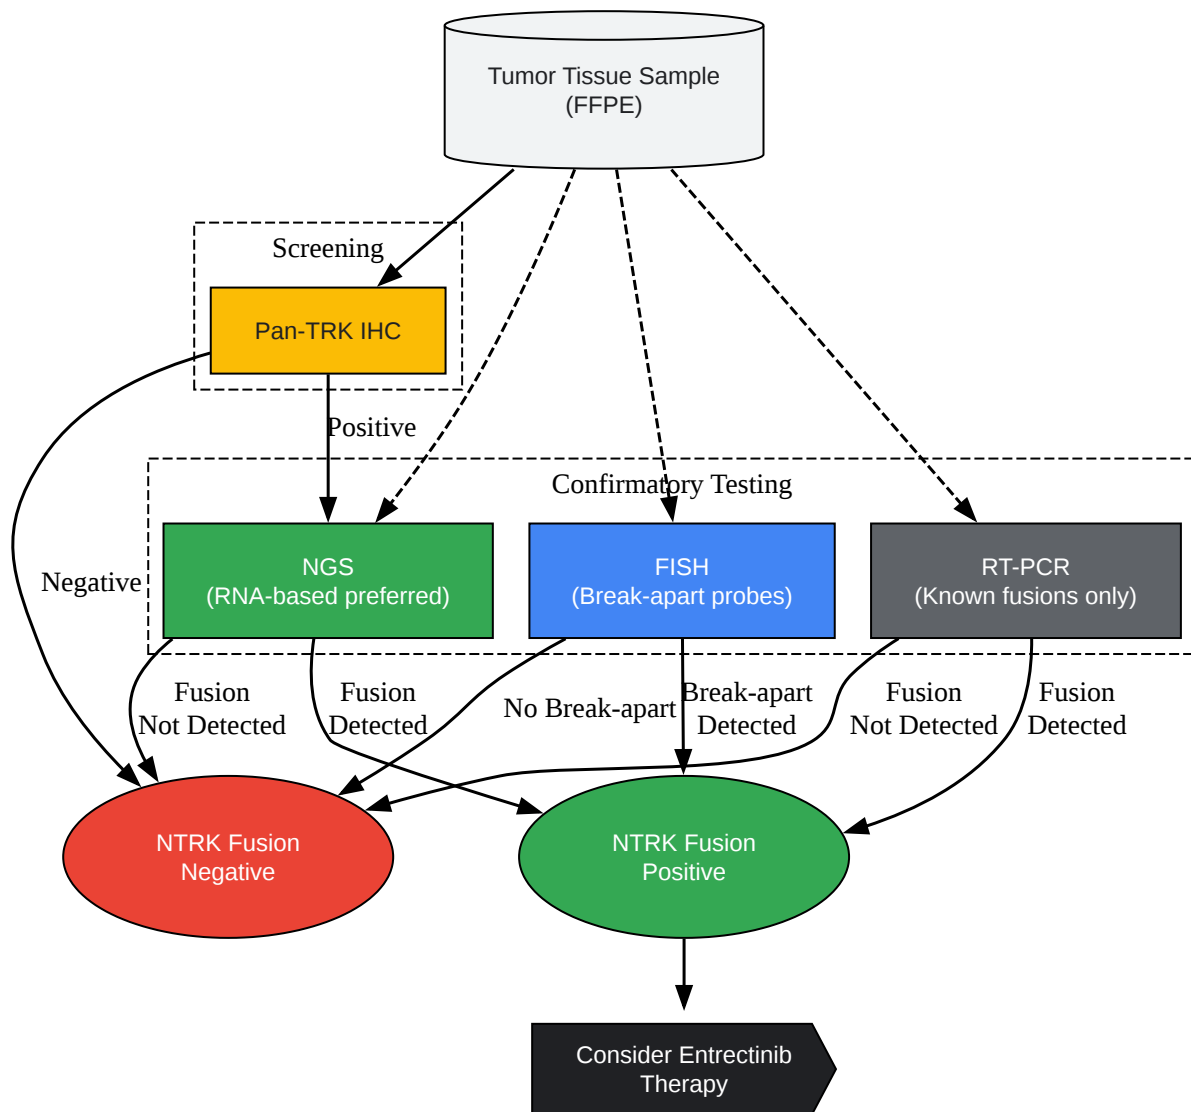 Tumor Tissue Sample
(FFPE)
Screening
Pan-TRK IHC
Positive
Confirmatory Testing
NGS
(RNA-based preferred)
FISH
(Break-apart probes)
RT-PCR
(Known fusions only)
Negative
Fusion
Not Detected
Fusion
Detected
No Break-apart
Break-apart
Detected
Fusion
Not Detected
Fusion
Detected
NTRK Fusion
Negative
NTRK Fusion
Positive
Consider Entrectinib
Therapy